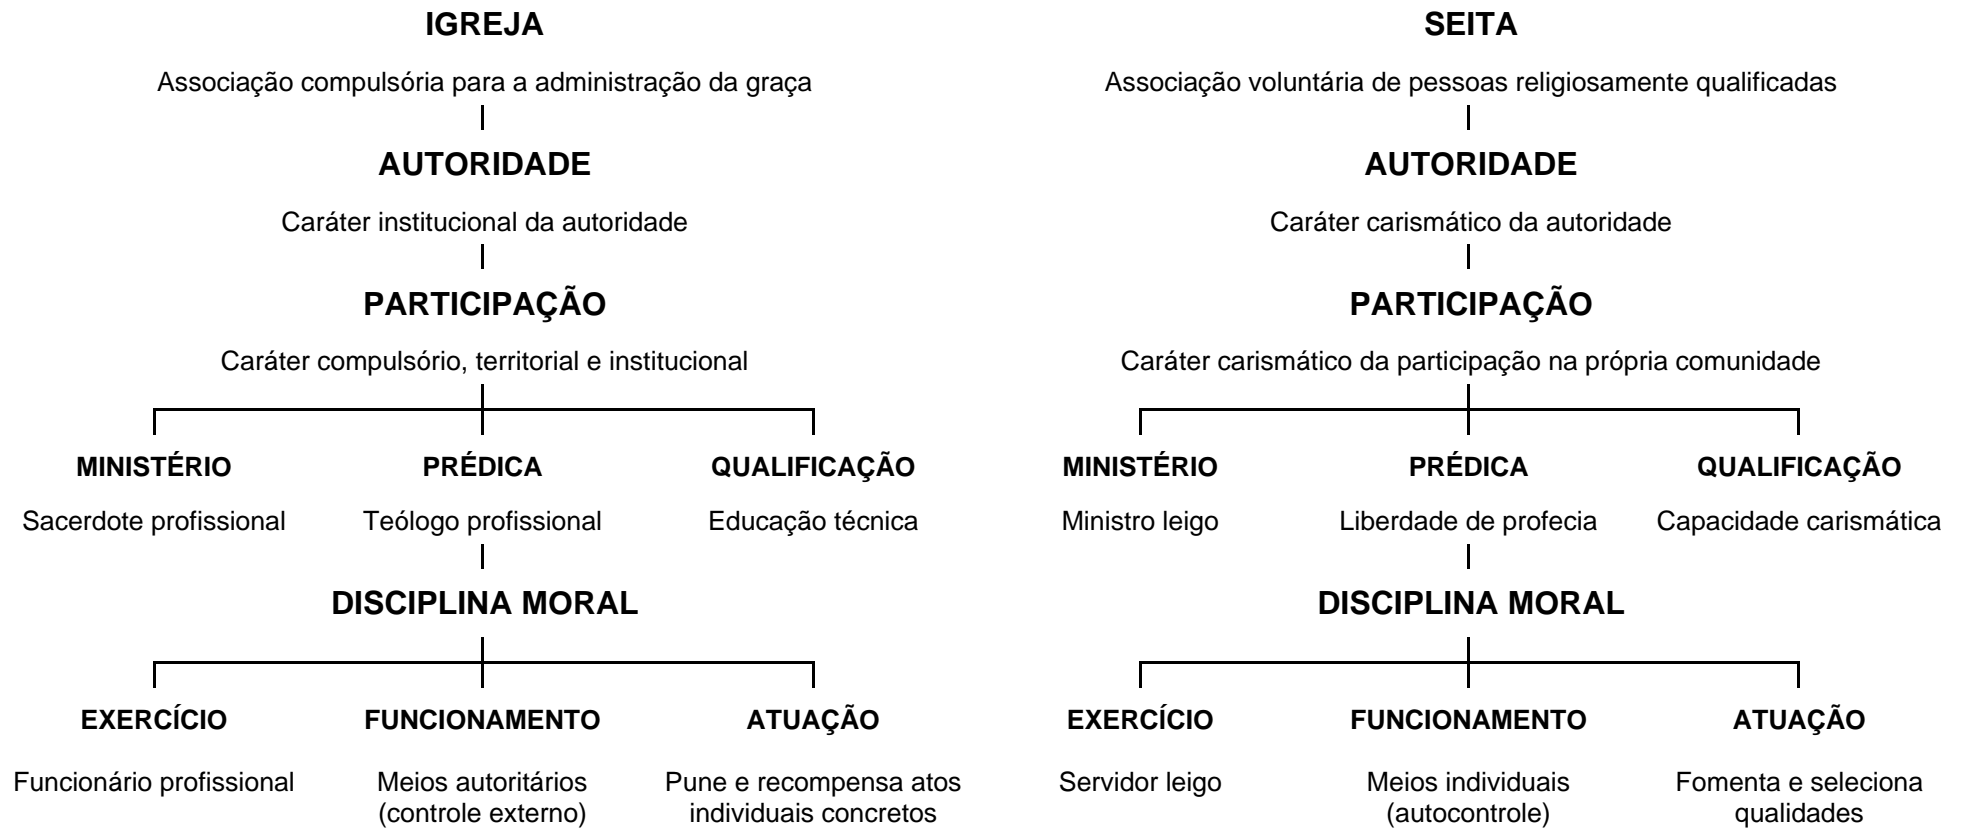 IGREJA
Associação compulsória para a administração da graça
AUTORIDADE
Caráter institucional da autoridade
PARTICIPAÇÃO
Caráter compulsório, territorial e institucional
MINISTÉRIO
Sacerdote profissional
PRÉDICA
Teólogo profissional
QUALIFICAÇÃO
Educação técnica
DISCIPLINA MORAL
EXERCÍCIO
Funcionário profissional
FUNCIONAMENTO
Meios autoritários
(controle externo)
ATUAÇÃO
Pune e recompensa atos
individuais concretos
SEITA
Associação voluntária de pessoas religiosamente qualificadas
AUTORIDADE
Caráter carismático da autoridade
PARTICIPAÇÃO
Caráter carismático da participação na própria comunidade
MINISTÉRIO
Ministro leigo
PRÉDICA
Liberdade de profecia
QUALIFICAÇÃO
Capacidade carismática
DISCIPLINA MORAL
EXERCÍCIO
Servidor leigo
FUNCIONAMENTO
Meios individuais
(autocontrole)
ATUAÇÃO
Fomenta e seleciona
qualidades